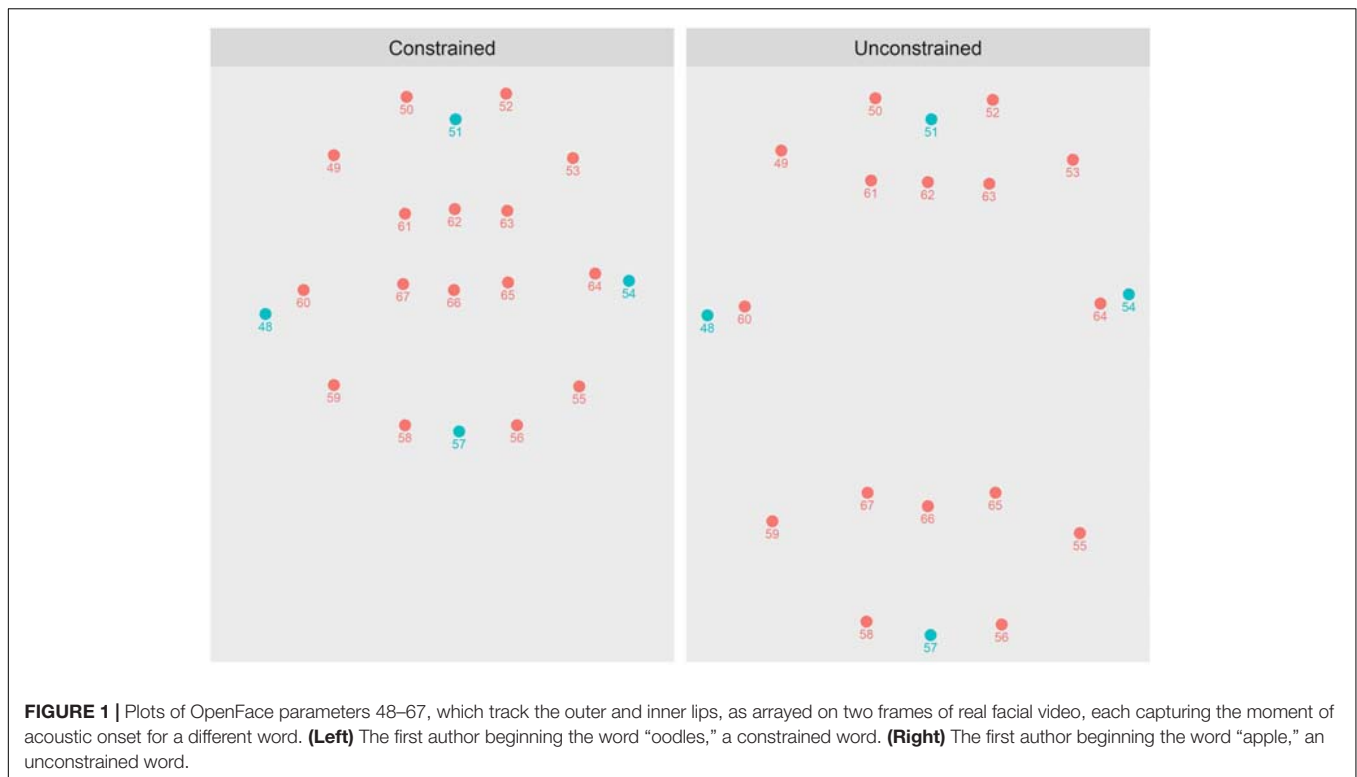 Constrained
50 52
51
49 53
61 62 63
67 66 65 64 54
60
48
59 55
58 57 56
Unconstrained
50 52
51
49 53
61 62 63
64 54
48 60
67 66 65
59 55
58 56
57
FIGURE 1 | Plots of OpenFace parameters 48–67, which track the outer and inner lips, as arrayed on two frames of real facial video, each capturing the moment of
acoustic onset for a different word. (Left) The first author beginning the word “oodles,” a constrained word. (Right) The first author beginning the word “apple,” an
unconstrained word.